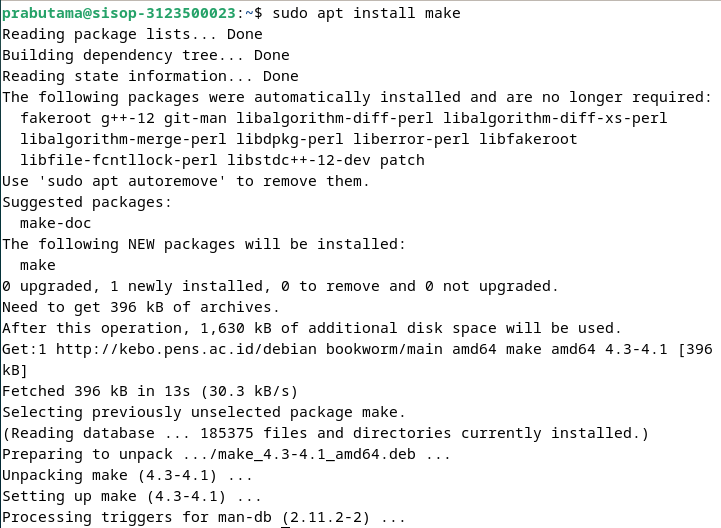 prabutama@sisop-3123500023:~$ sudo apt install make
Reading package lists... Done
Building dependency tree... Done
Reading state information... Done
The following packages were automatically installed and are no longer required:
  fakeroot g++-12 git-man libalgorithm-diff-perl libalgorithm-diff-xs-perl
  libalgorithm-merge-perl libdpkg-perl liberror-perl libfakeroot
  libfile-fcntllock-perl libstdc++-12-dev patch
Use 'sudo apt autoremove' to remove them.
Suggested packages:
  make-doc
The following NEW packages will be installed:
  make
0 upgraded, 1 newly installed, 0 to remove and 0 not upgraded.
Need to get 396 kB of archives.
After this operation, 1,630 kB of additional disk space will be used.
Get:1 http://kebo.pens.ac.id/debian bookworm/main amd64 make amd64 4.3-4.1 [396
kB]
Fetched 396 kB in 13s (30.3 kB/s)
Selecting previously unselected package make.
(Reading database ... 185375 files and directories currently installed.)
Preparing to unpack .../make_4.3-4.1_amd64.deb ...
Unpacking make (4.3-4.1) ...
Setting up make (4.3-4.1) ...
Processing triggers for man-db (2.11.2-2) ...